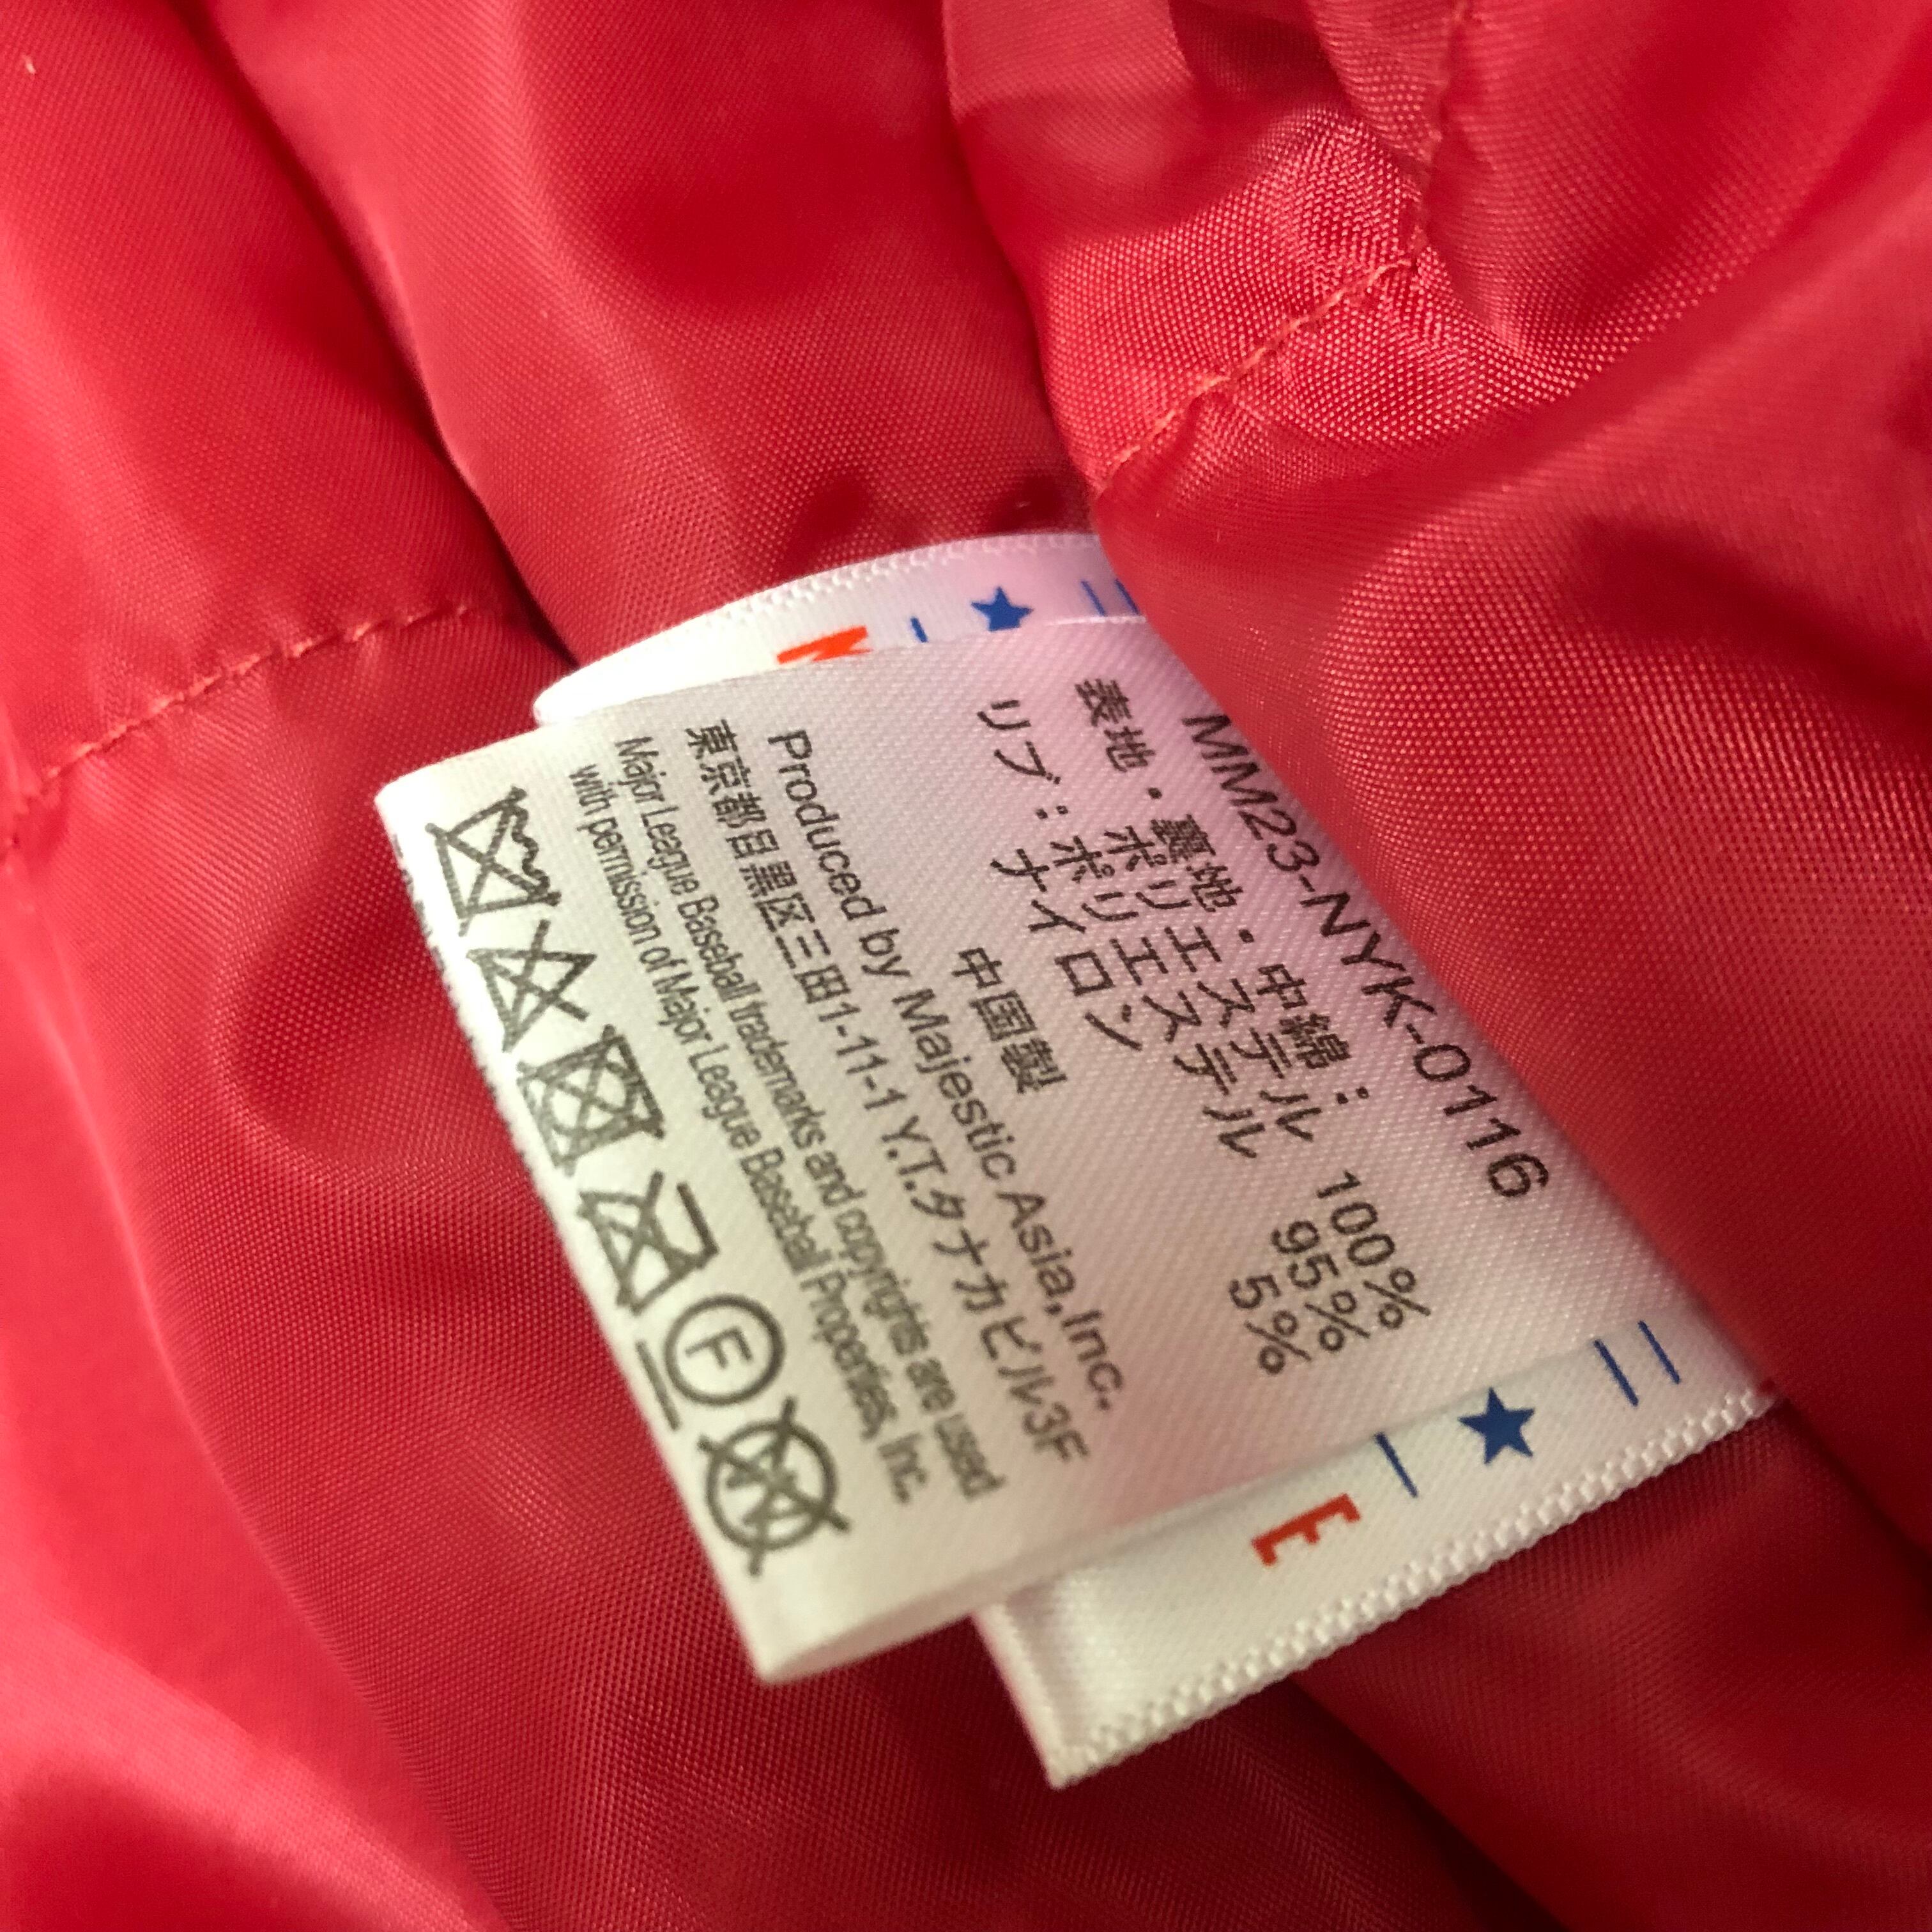 MM23-NYK-0116
表地・裏地・中綿：
ポリエステル 100%
リブ：ポリエステル 95%
ナイロン 5%
中国製
Produced by Majestic Asia,Inc.
東京都目黒区三田1-11-1 Y.T.タナカビル3F
Major League Baseball trademarks and copyrights are used
with permission of Major League Baseball Properties, Inc.
F
W
M
E